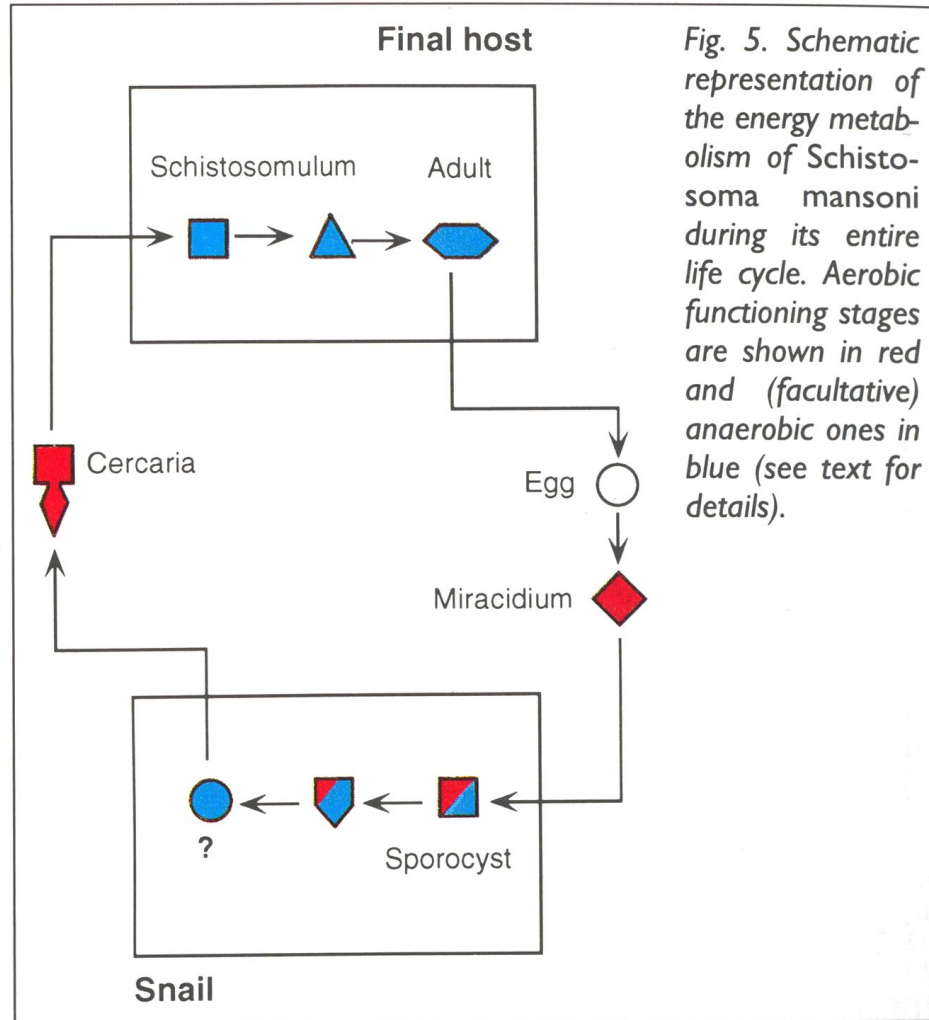 Final host
Schistosomulum
Adult
Cercaria
Egg
Miracidium
?
Sporocyst
Snail
Fig. 5. Schematic
representation of
the energy metab-
olism of Schisto-
soma mansoni
during its entire
life cycle. Aerobic
functioning stages
are shown in red
and (facultative)
anaerobic ones in
blue (see text for
details).